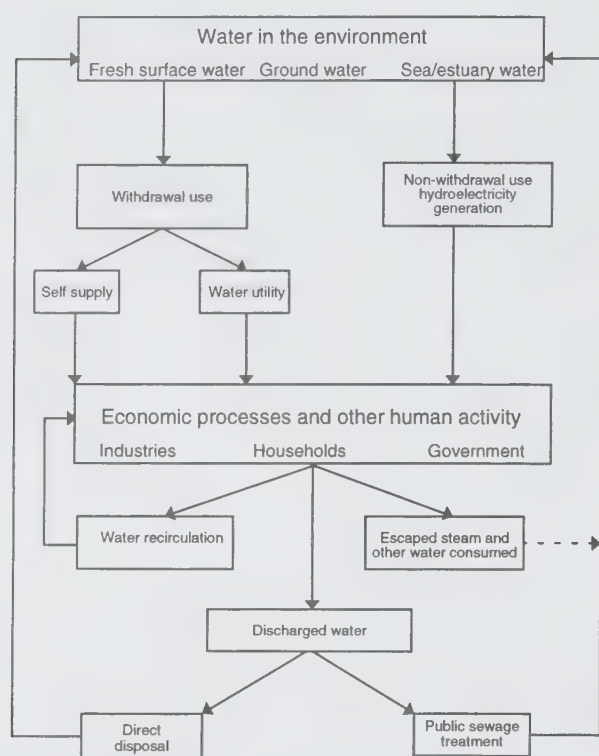 Water in the environment
Fresh surface water Ground water Sea/estuary water
Withdrawal use
Non-withdrawal use
hydroelectricity
generation
Self supply
Water utility
Economic processes and other human activity
Industries Households Government
Water recirculation
Escaped steam and
other water consumed
Discharged water
Direct
disposal
Public sewage
treatment